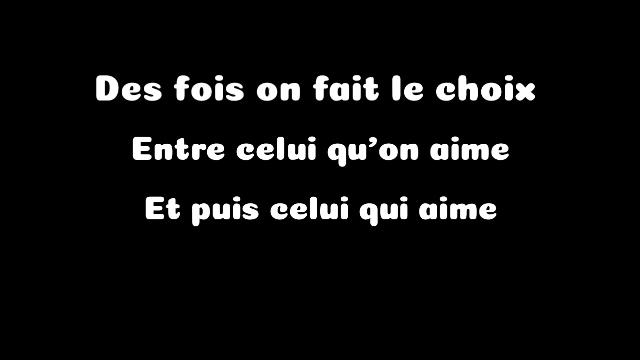 Des fois on fait le choix
Entre celui qu’on aime
Et puis celui qui aime